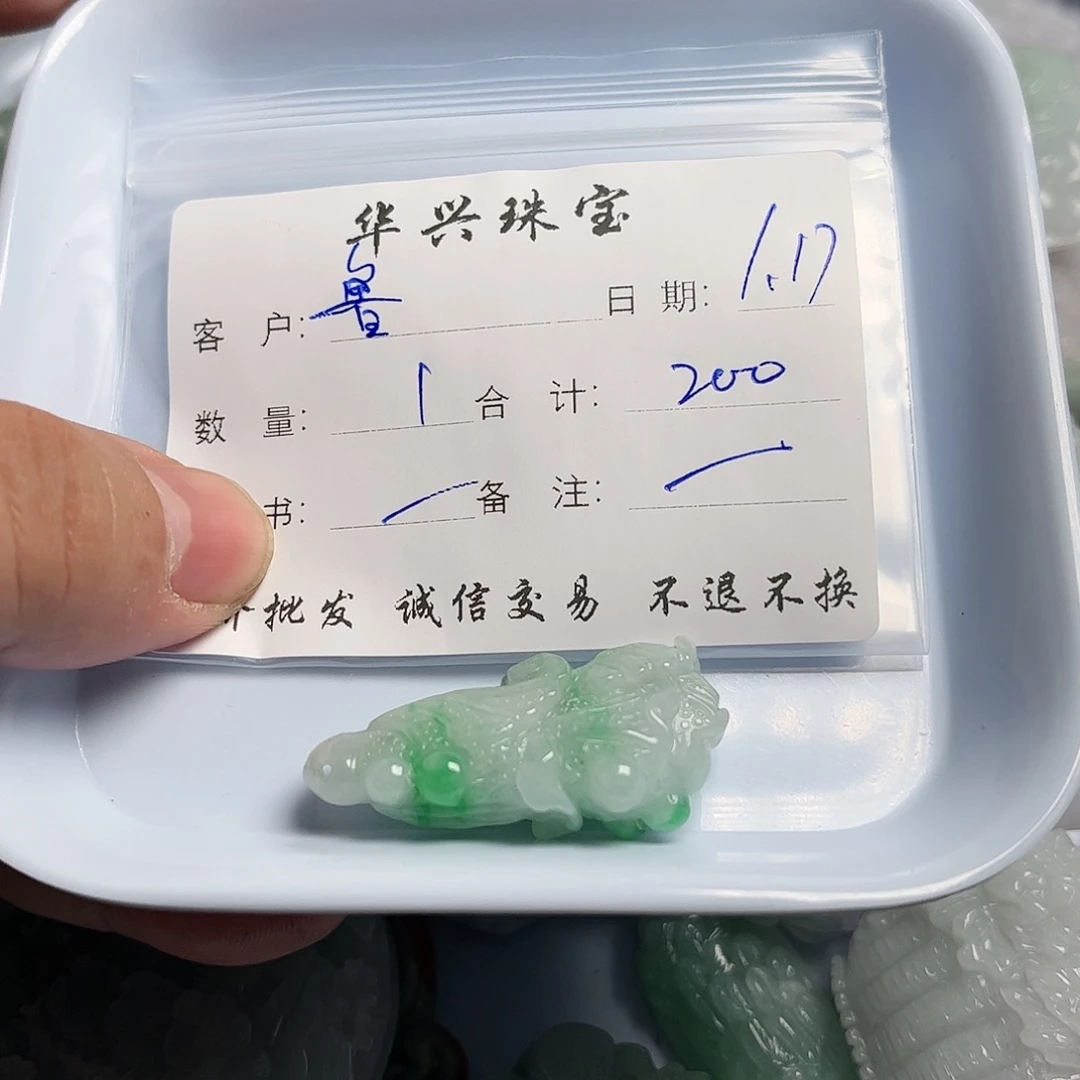 华兴珠宝
客 户: 鲁 日 期: 1.17
数 量: 1 合 计: 200
书: 备 注:
批发 诚信交易 不退不换